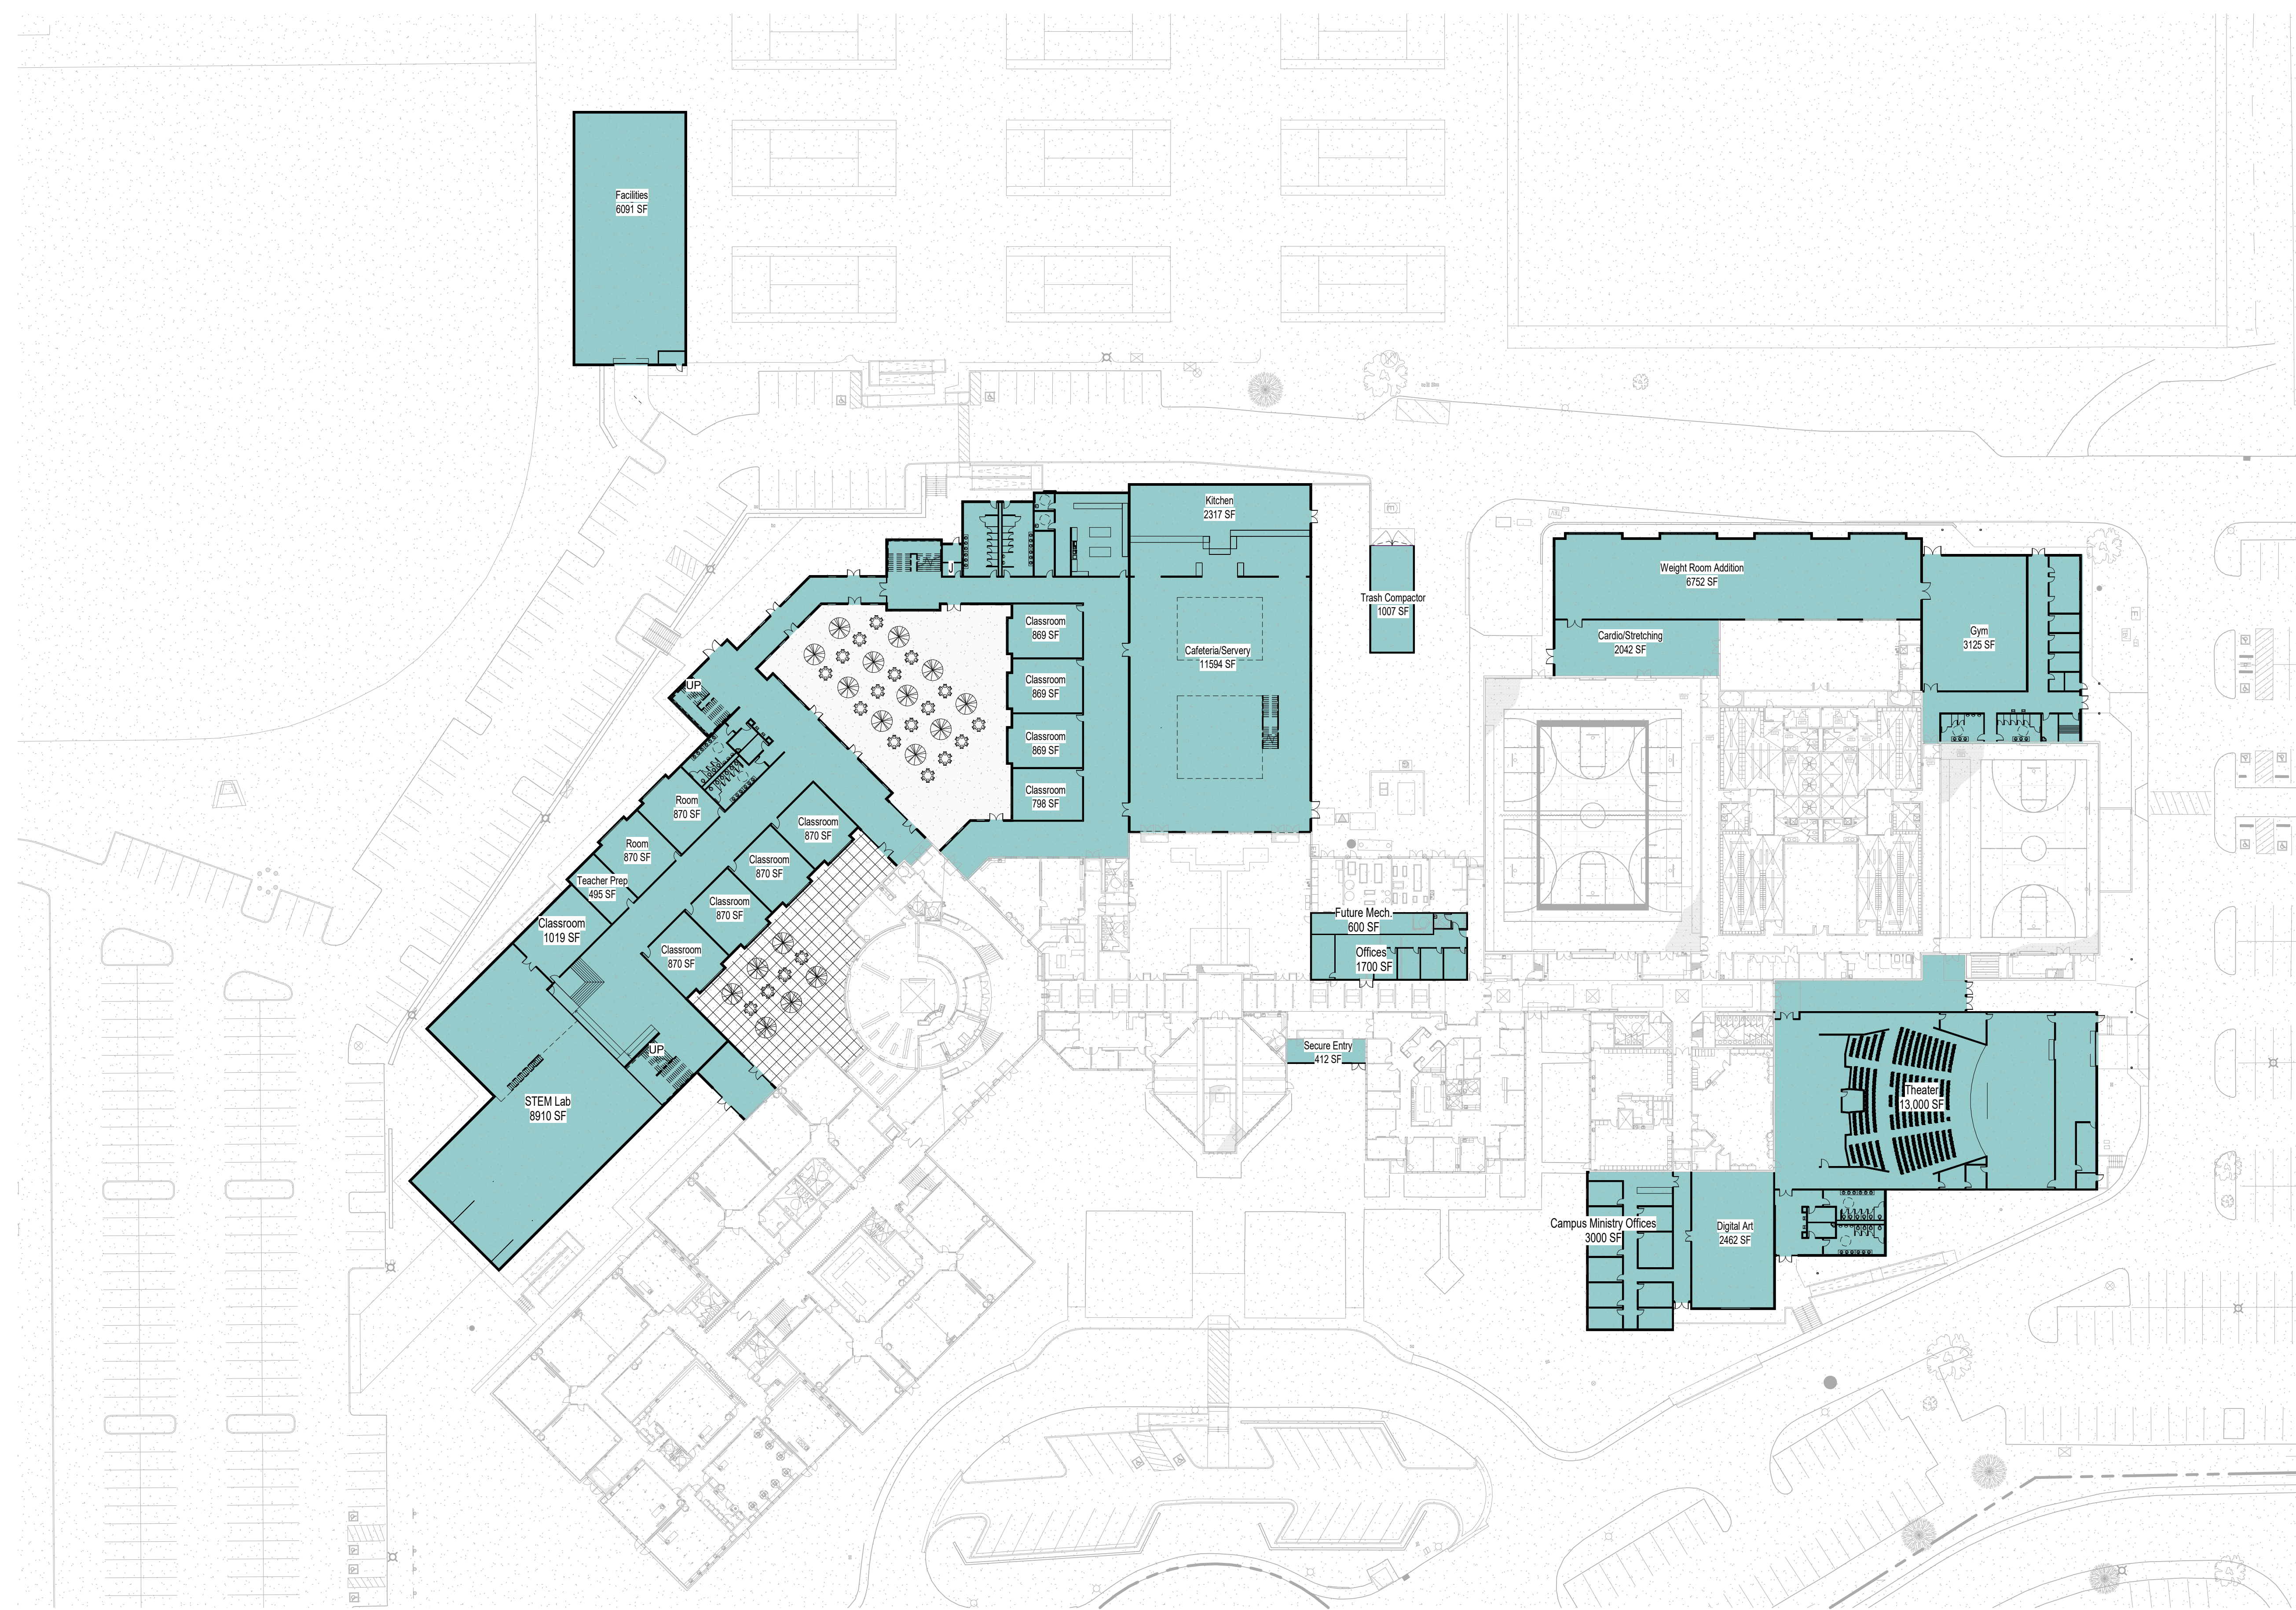 Facilities
6091 SF
Kitchen
2317 SF
J
Weight Room Addition
6752 SF
Trash Compactor
1007 SF
Classroom
869 SF
Cardio/Stretching
2042 SF
Gym
3125 SF
Cafeteria/Servery
11594 SF
Classroom
869 SF
UP
Classroom
869 SF
Classroom
798 SF
Room
870 SF
Classroom
870 SF
Room
870 SF
Classroom
870 SF
Teacher Prep
495 SF
Classroom
870 SF
Classroom
1019 SF
Classroom
870 SF
Future Mech.
600 SF
Offices
1700 SF
UP
Secure Entry
412 SF
STEM Lab
8910 SF
Theater
13,000 SF
Campus Ministry Offices
3000 SF
Digital Art
2462 SF